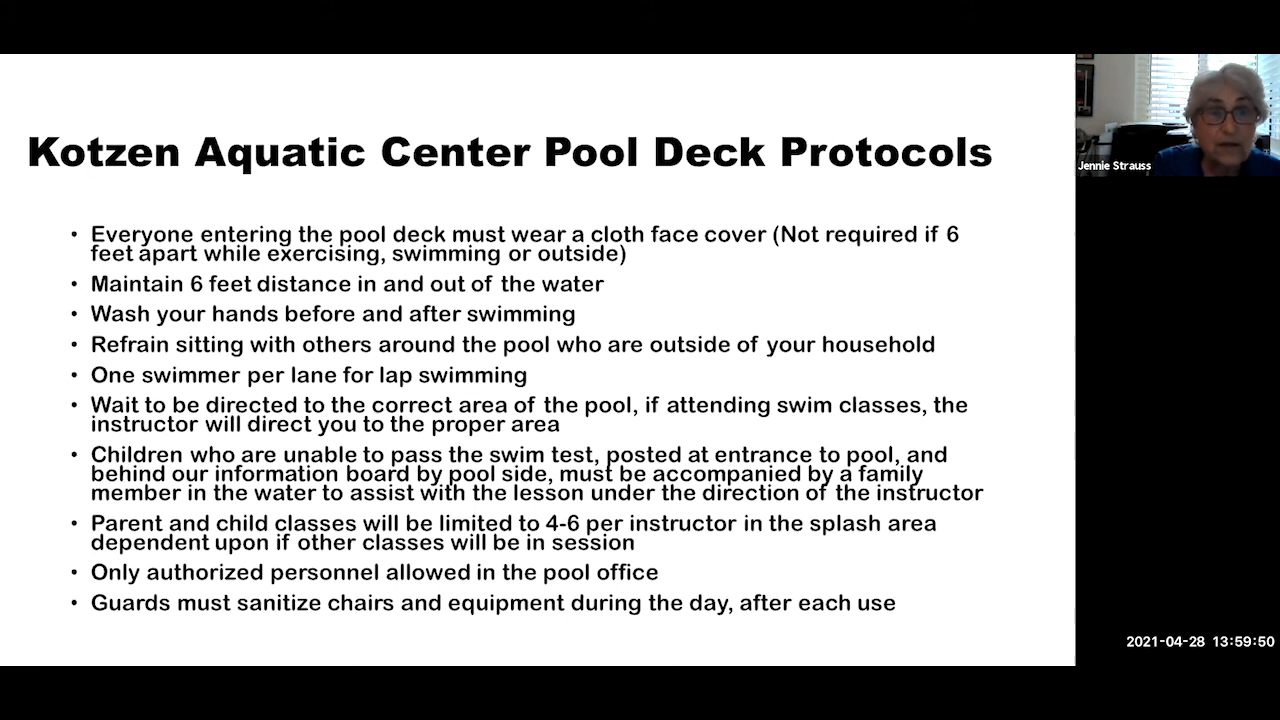 Kotzen Aquatic Center Pool Deck Protocols
• Everyone entering the pool deck must wear a cloth face cover (Not required if 6
feet apart while exercising, swimming or outside)
• Maintain 6 feet distance in and out of the water
• Wash your hands before and after swimming
• Refrain sitting with others around the pool who are outside of your household
• One swimmer per lane for lap swimming
• Wait to be directed to the correct area of the pool, if attending swim classes, the
instructor will direct you to the proper area
• Children who are unable to pass the swim test, posted at entrance to pool, and
behind our information board by pool side, must be accompanied by a family
member in the water to assist with the lesson under the direction of the instructor
• Parent and child classes will be limited to 4-6 per instructor in the splash area
dependent upon if other classes will be in session
• Only authorized personnel allowed in the pool office
• Guards must sanitize chairs and equipment during the day, after each use
Jennie Strauss
2021-04-28 13:59:50